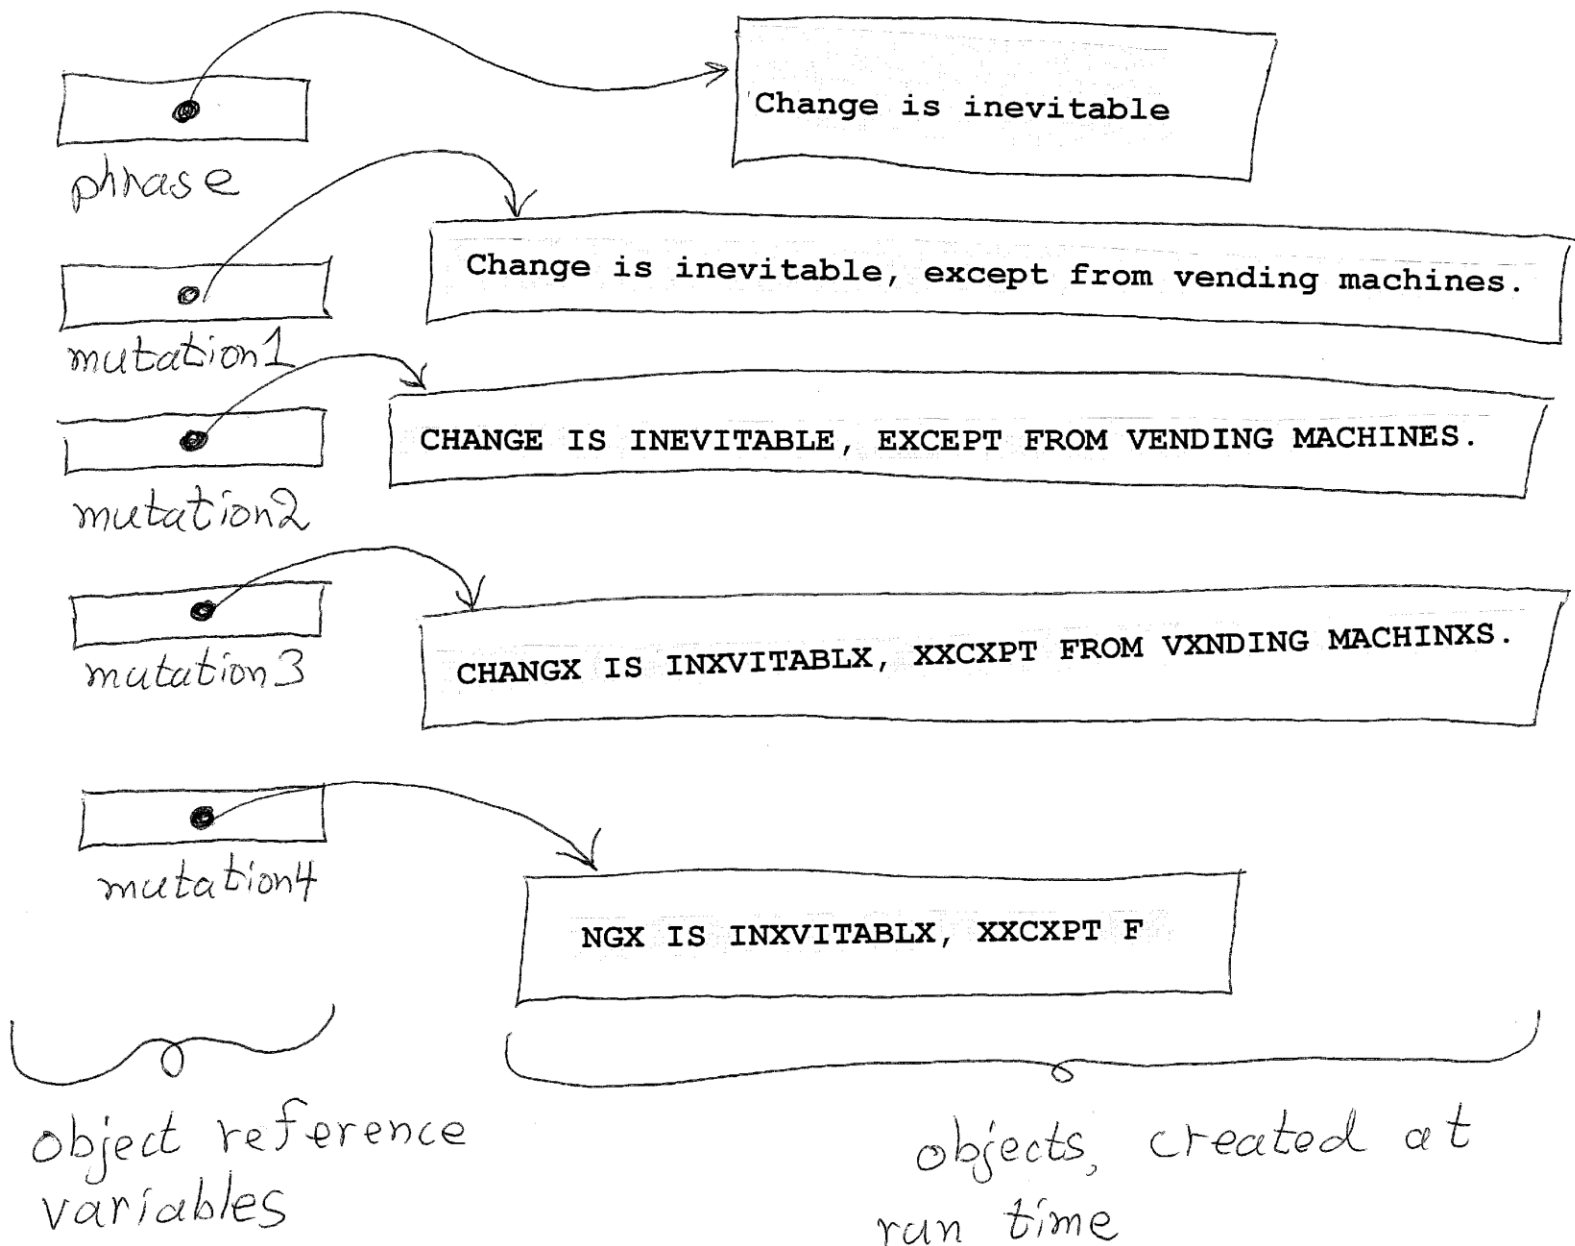 Change is inevitable
phrase
Change is inevitable, except from vending machines.
mutation1
CHANGE IS INEVITABLE, EXCEPT FROM VENDING MACHINES.
mutation2
CHANGX IS INXVITABLX, XXCXPT FROM VXNDING MACHINXS.
mutation3
mutation4
NGX IS INXVITABLX, XXCXPT F
object reference
variables
objects, created at
run time